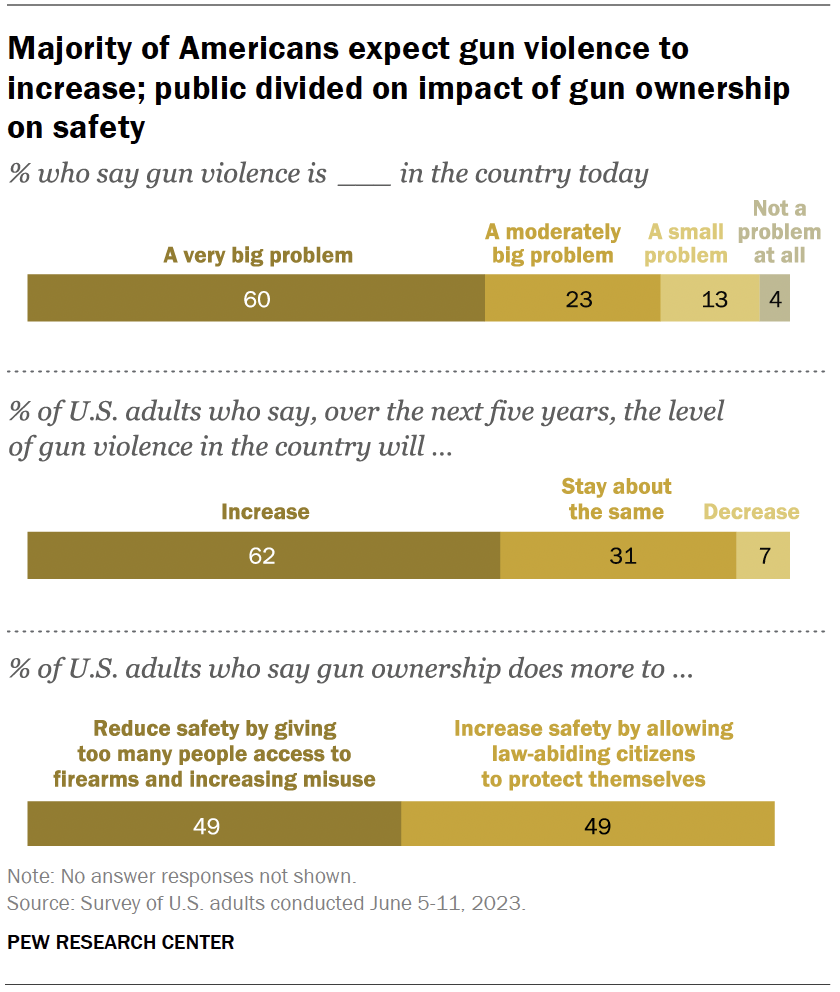 Majority of Americans expect gun violence to
increase; public divided on impact of gun ownership
on safety
% who say gun violence is ____ in the country today
A very big problem
A moderately
big problem
A small
problem
Not a
problem
at all
60
23
13
4
% of U.S. adults who say, over the next five years, the level
of gun violence in the country will ...
Increase
Stay about
the same
Decrease
62
31
7
% of U.S. adults who say gun ownership does more to ...
Reduce safety by giving
too many people access to
firearms and increasing misuse
Increase safety by allowing
law-abiding citizens
to protect themselves
49
49
Note: No answer responses not shown.
Source: Survey of U.S. adults conducted June 5-11, 2023.
PEW RESEARCH CENTER